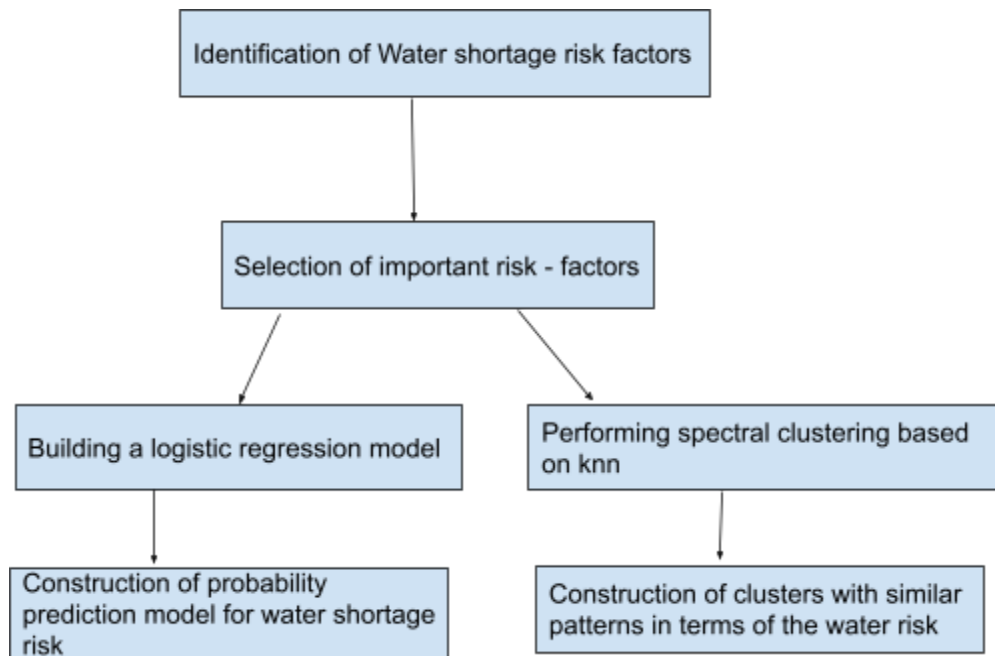 Identification of Water shortage risk factors
Selection of important risk - factors
Building a logistic regression model
Performing spectral clustering based
on knn
Construction of probability
prediction model for water shortage
risk
Construction of clusters with similar
patterns in terms of the water risk